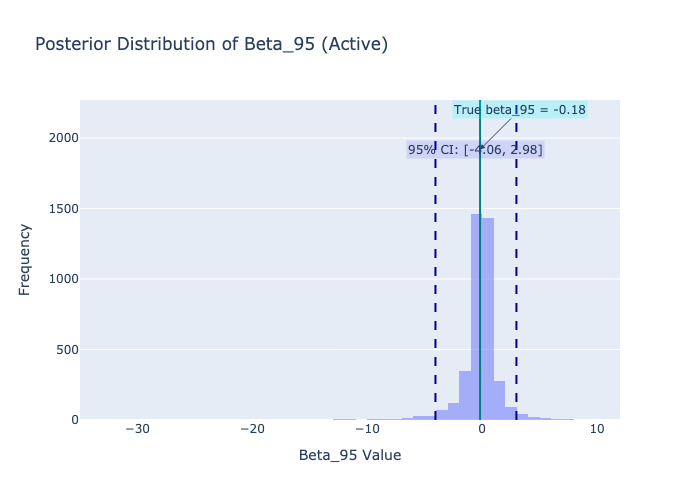 Posterior Distribution of Beta_95 (Active)
True beta_95 = -0.18
95% CI: [-4.06, 2.98]
2000
1500
1000
500
0
Frequency
−30
−20
−10
0
10
Beta_95 Value